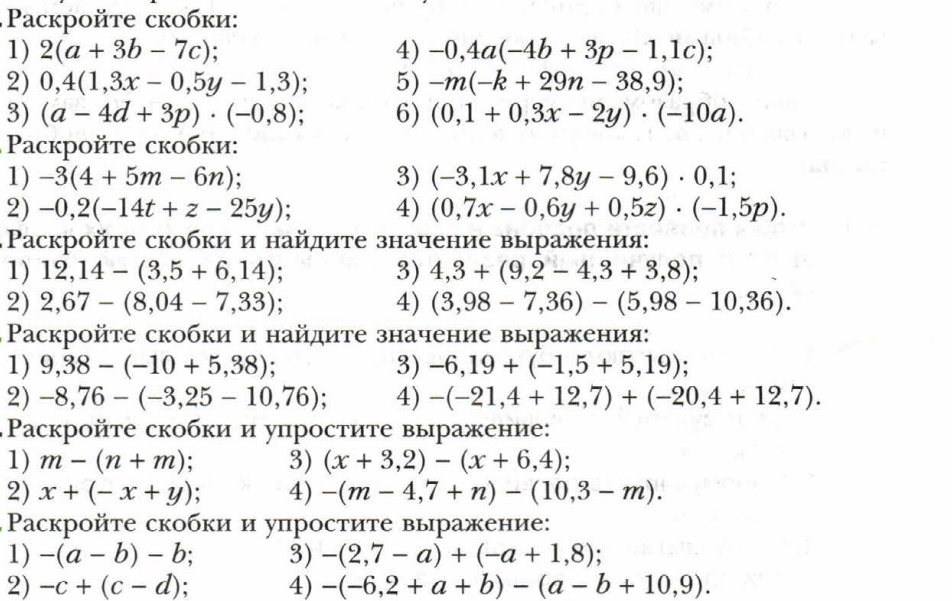 Раскройте скобки:
1) 2(a + 3b – 7c); 4) –0,4a(–4b + 3p – 1,1c);
2) 0,4(1,3x – 0,5y – 1,3); 5) –m(–k + 29n – 38,9);
3) (a – 4d + 3p) · (–0,8); 6) (0,1 + 0,3x – 2y) · (–10a).
Раскройте скобки:
1) –3(4 + 5m – 6n); 3) (–3,1x + 7,8y – 9,6) · 0,1;
2) –0,2(–14t + z – 25y); 4) (0,7x – 0,6y + 0,5z) · (–1,5p).
Раскройте скобки и найдите значение выражения:
1) 12,14 – (3,5 + 6,14); 3) 4,3 + (9,2 – 4,3 + 3,8);
2) 2,67 – (8,04 – 7,33); 4) (3,98 – 7,36) – (5,98 – 10,36).
Раскройте скобки и найдите значение выражения:
1) 9,38 – (–10 + 5,38); 3) –6,19 + (–1,5 + 5,19);
2) –8,76 – (–3,25 – 10,76); 4) –(–21,4 + 12,7) + (–20,4 + 12,7).
Раскройте скобки и упростите выражение:
1) m – (n + m); 3) (x + 3,2) – (x + 6,4);
2) x + (– x + y); 4) –(m – 4,7 + n) – (10,3 – m).
Раскройте скобки и упростите выражение:
1) –(a – b) – b; 3) –(2,7 – a) + (–a + 1,8);
2) –c + (c – d); 4) –(–6,2 + a + b) – (a – b + 10,9).